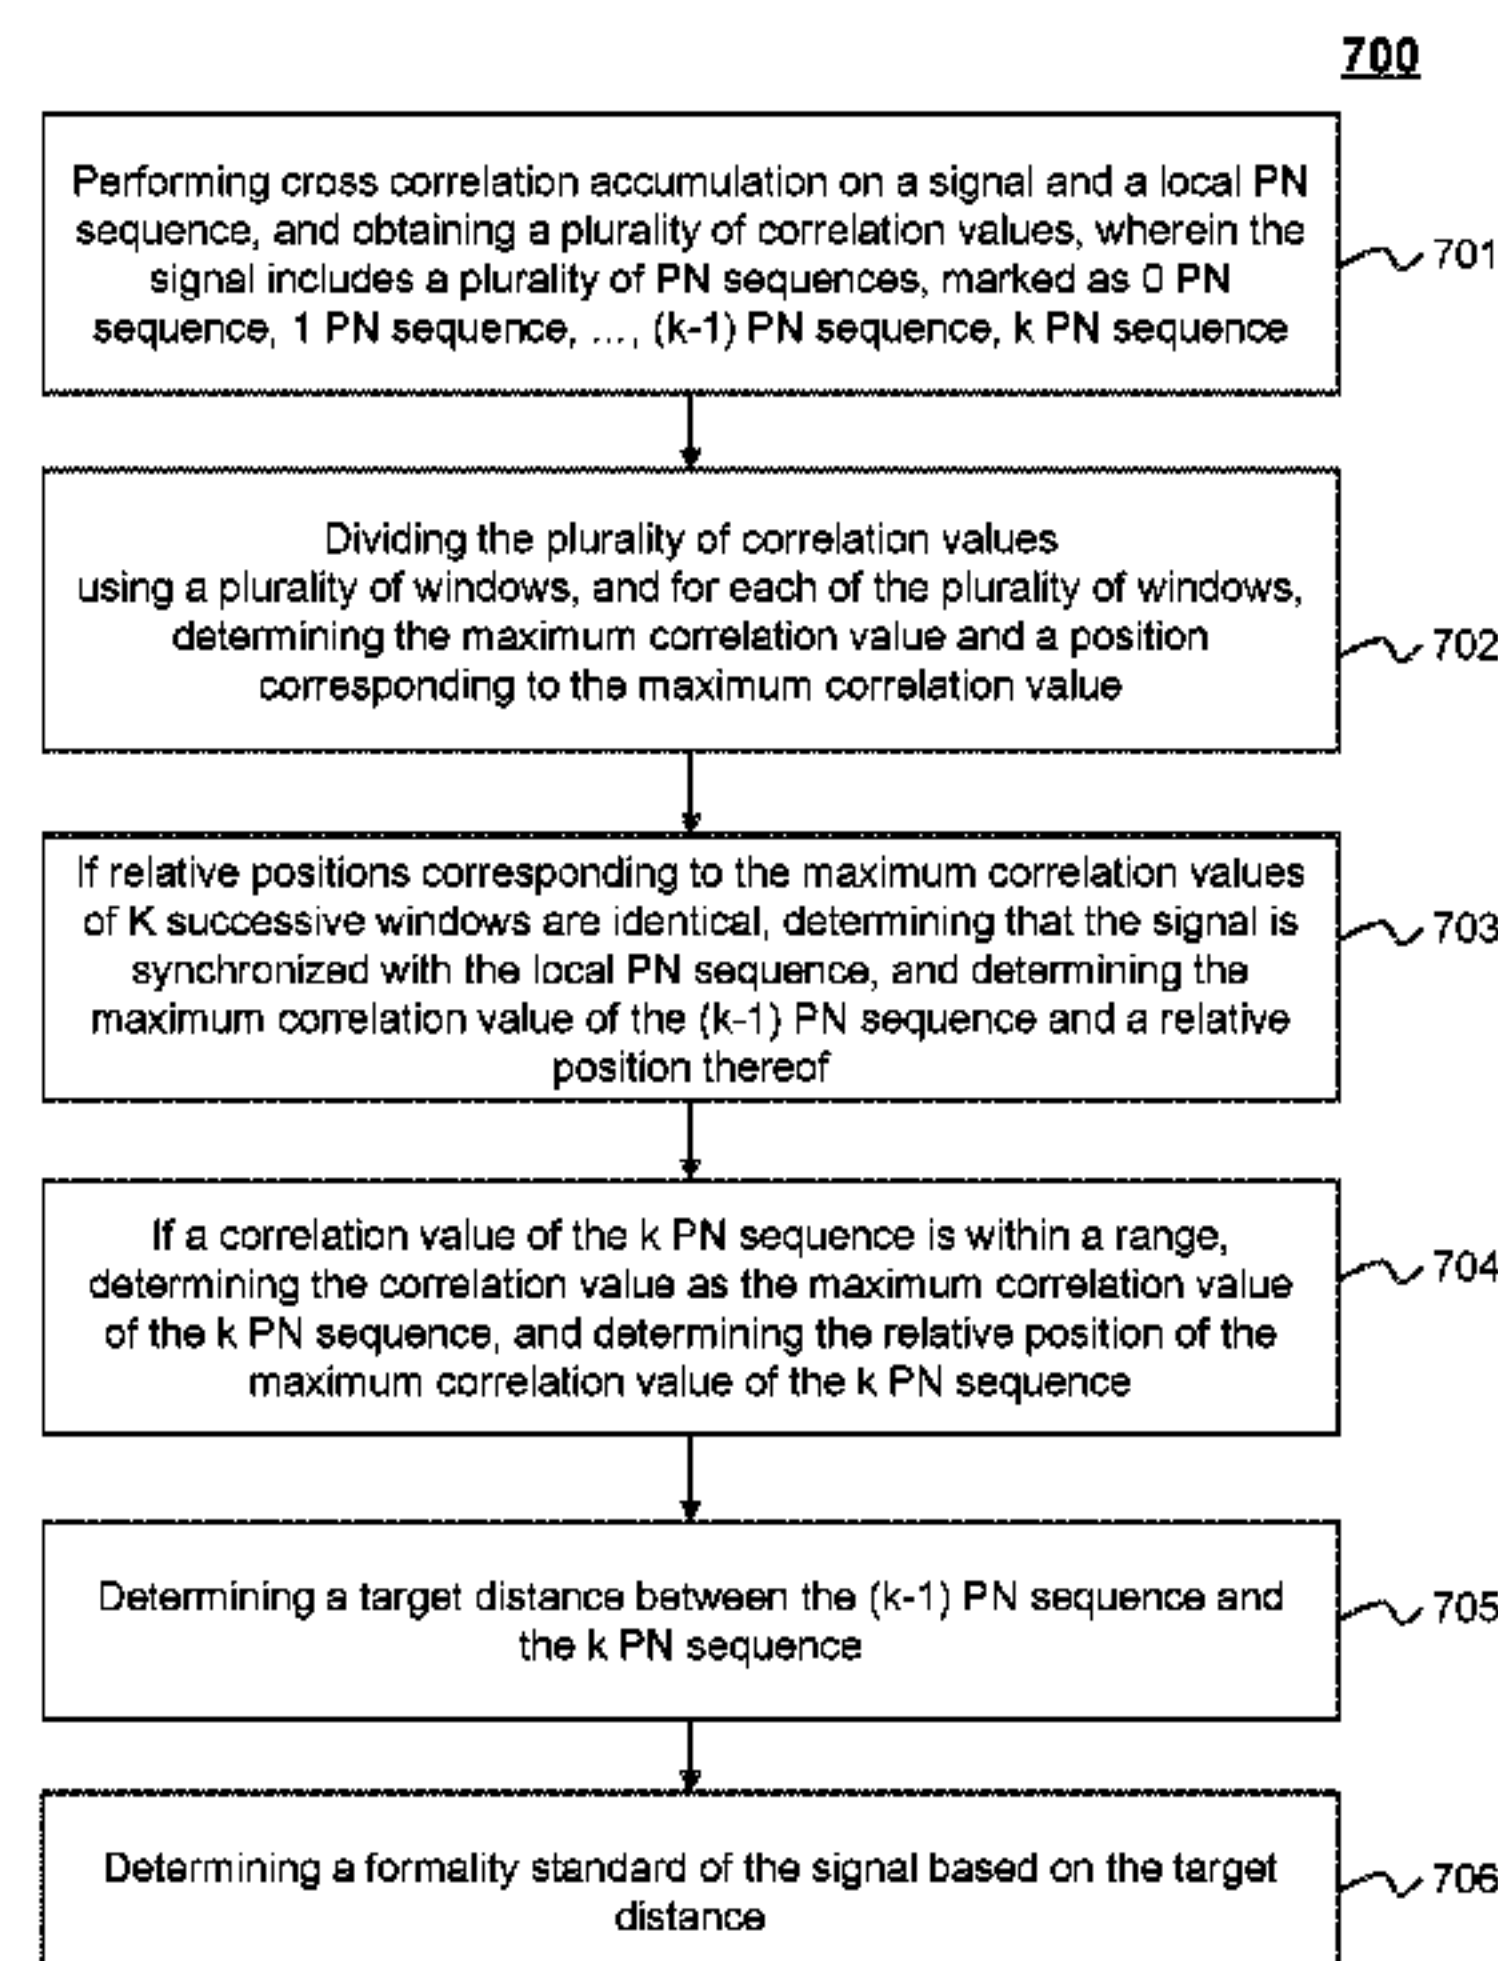 700
Performing cross correlation accumulation on a signal and a local PN
sequence, and obtaining a plurality of correlation values, wherein the
signal includes a plurality of PN sequences, marked as 0 PN
sequence, 1 PN sequence, ..., (k-1) PN sequence, k PN sequence
701
Dividing the plurality of correlation values
using a plurality of windows, and for each of the plurality of windows,
determining the maximum correlation value and a position
corresponding to the maximum correlation value
702
If relative positions corresponding to the maximum correlation values
of K successive windows are identical, determining that the signal is
synchronized with the local PN sequence, and determining the
maximum correlation value of the (k-1) PN sequence and a relative
position thereof
703
If a correlation value of the k PN sequence is within a range,
determining the correlation value as the maximum correlation value
of the k PN sequence, and determining the relative position of the
maximum correlation value of the k PN sequence
704
Determining a target distance between the (k-1) PN sequence and
the k PN sequence
705
Determining a formality standard of the signal based on the target
distance
706